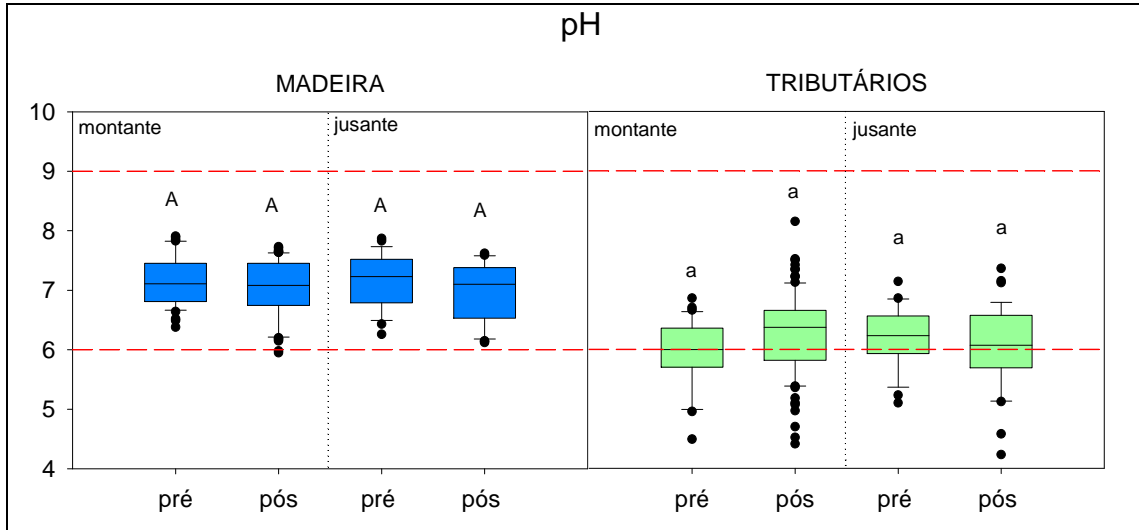 pH
MADEIRA TRIBUTÁRIOS
10
montante jusante montante jusante
9
A A A A a a a a
8
7
6
5
4
pré pós pré pós pré pós pré pós